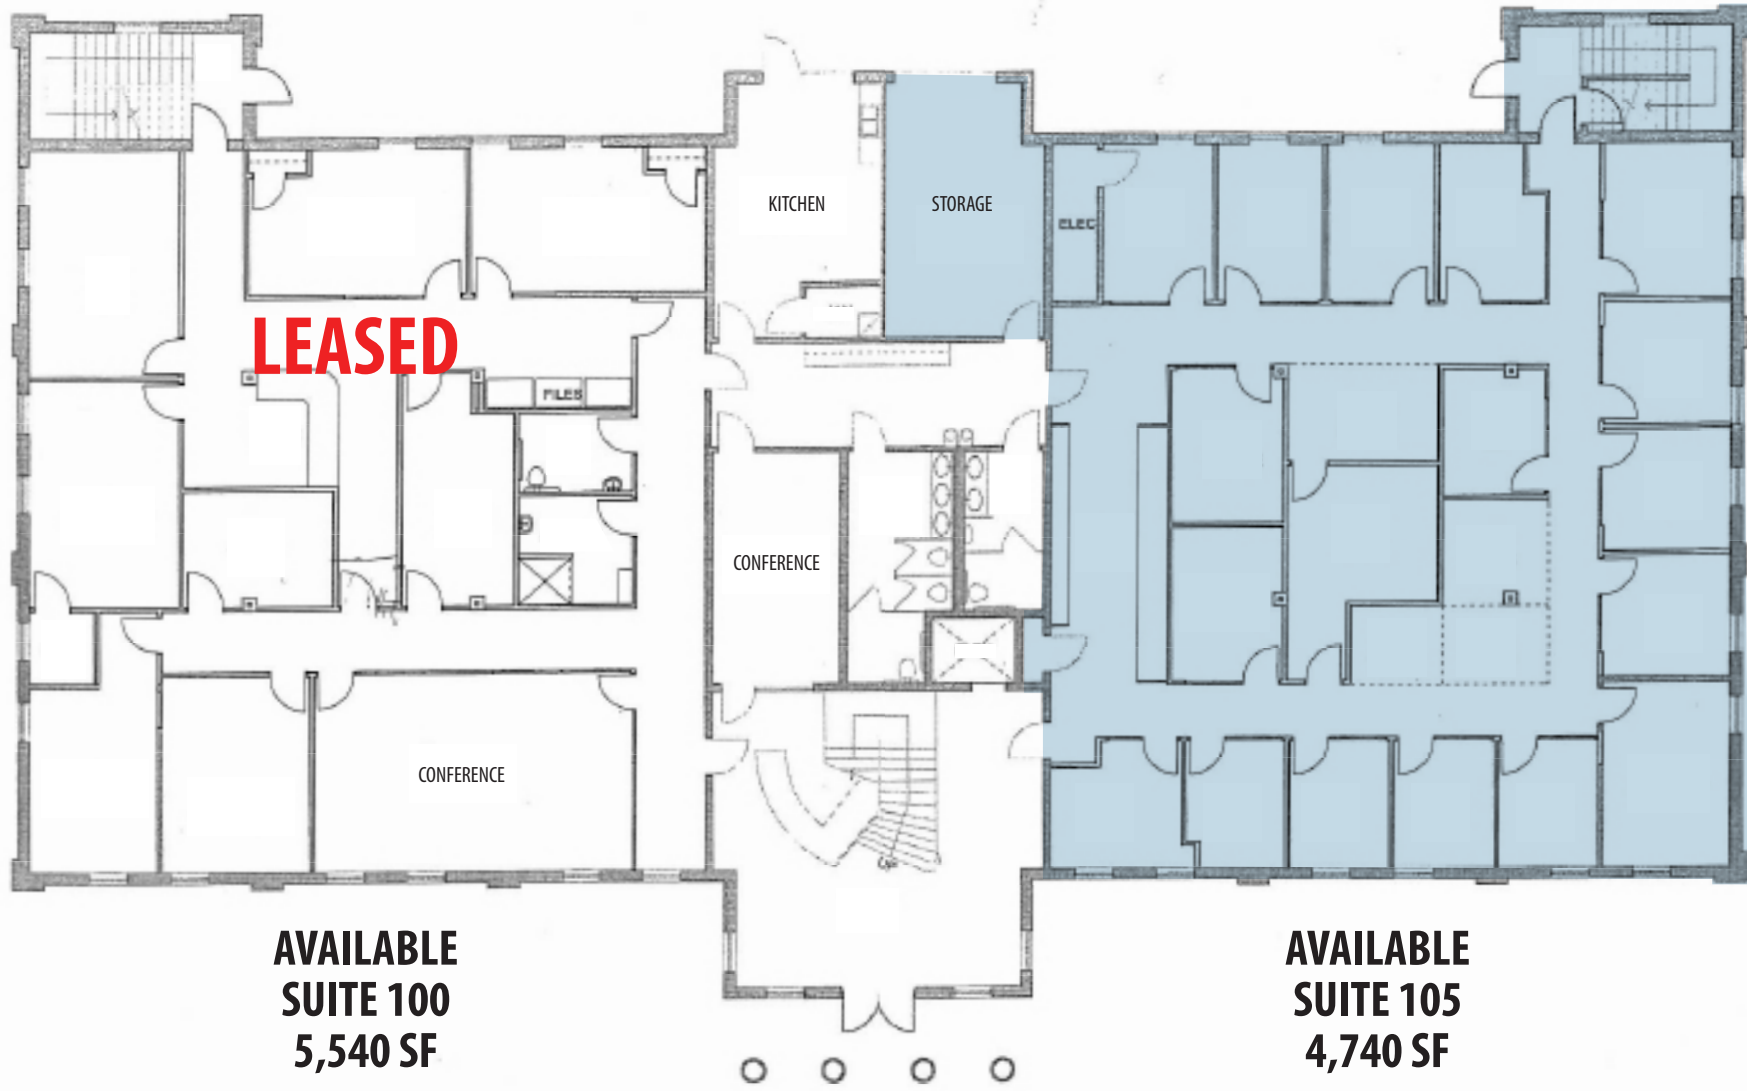 KITCHEN
STORAGE
ELEC
LEASED
FILES
CONFERENCE
CONFERENCE
AVAILABLE
SUITE 100
5,540 SF
AVAILABLE
SUITE 105
4,740 SF